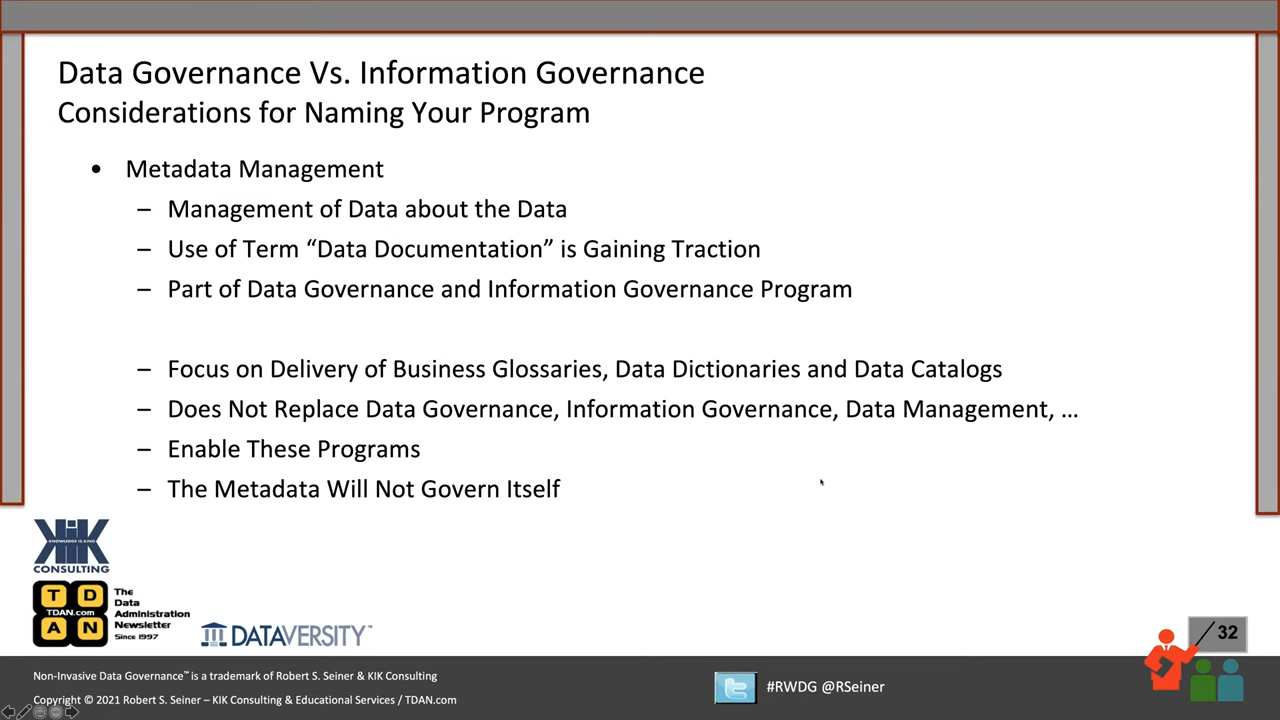 Data Governance Vs. Information Governance
Considerations for Naming Your Program
• Metadata Management
– Management of Data about the Data
– Use of Term “Data Documentation” is Gaining Traction
– Part of Data Governance and Information Governance Program
– Focus on Delivery of Business Glossaries, Data Dictionaries and Data Catalogs
– Does Not Replace Data Governance, Information Governance, Data Management, …
– Enable These Programs
– The Metadata Will Not Govern Itself
KIK
KNOWLEDGE IS KING
CONSULTING
T D
TDAN.com
A N
The
Data
Administration
Newsletter
Since 1997
DATAVERSITY™
32
Non-Invasive Data Governance™ is a trademark of Robert S. Seiner & KIK Consulting
Copyright © 2021 Robert S. Seiner – KIK Consulting & Educational Services / TDAN.com
#RWDG @RSeiner